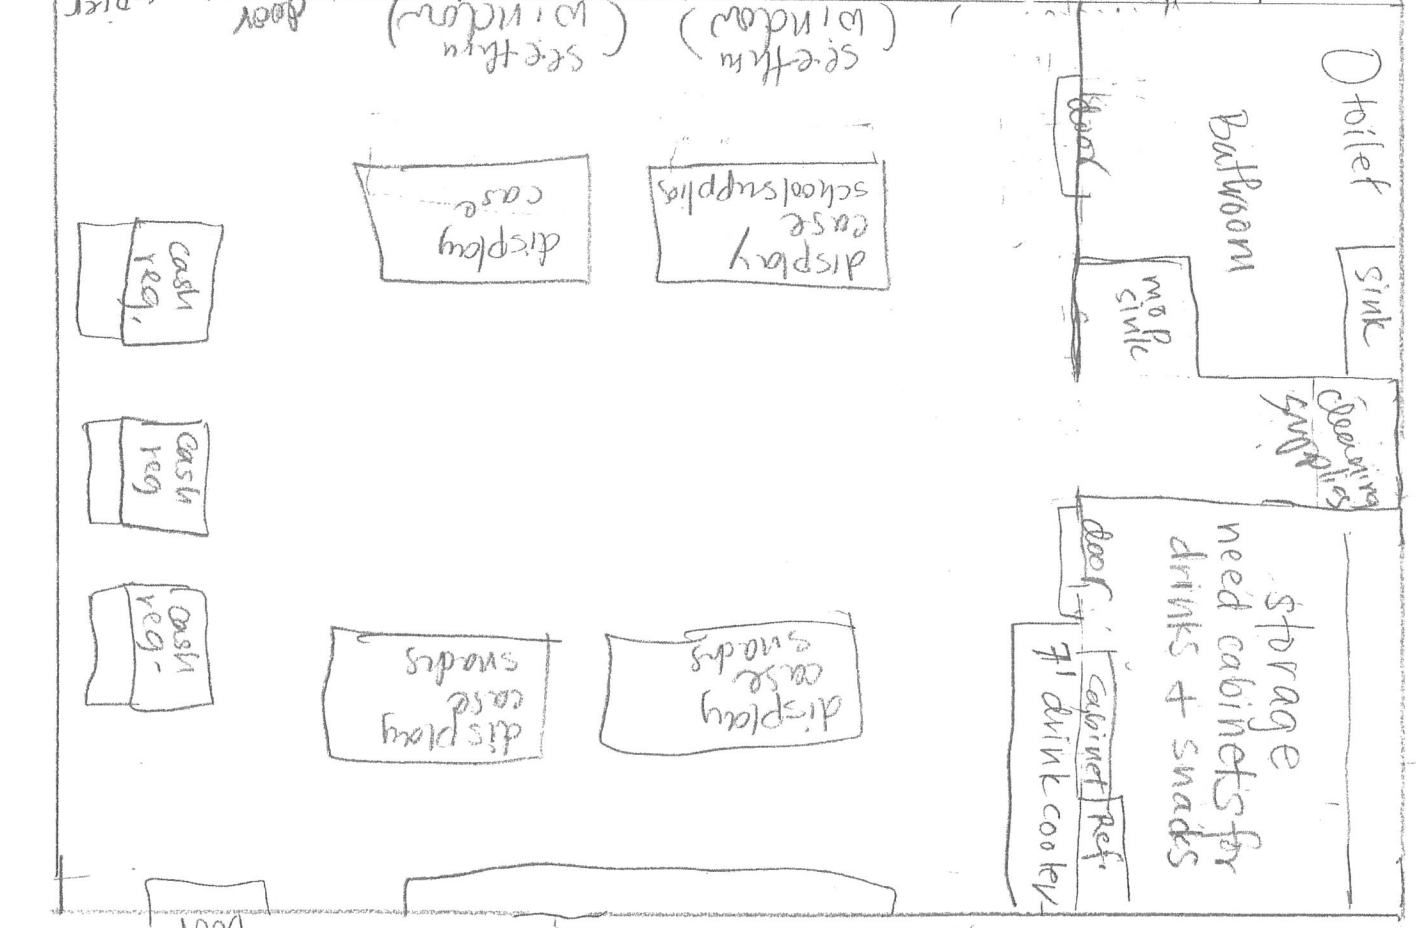 Door
(see thru
window)
(see thru
window)
O toilet
door
Bathroom
display
case
display
case
school supplies
sink
mop
sink
cash
reg.
cash
reg
cash
reg.
cleaning
supplies
door
storage
need cabinets for
drinks & snacks
display
case
snacks
display
case
snacks
7' drink cooler
cabinet
Ref.